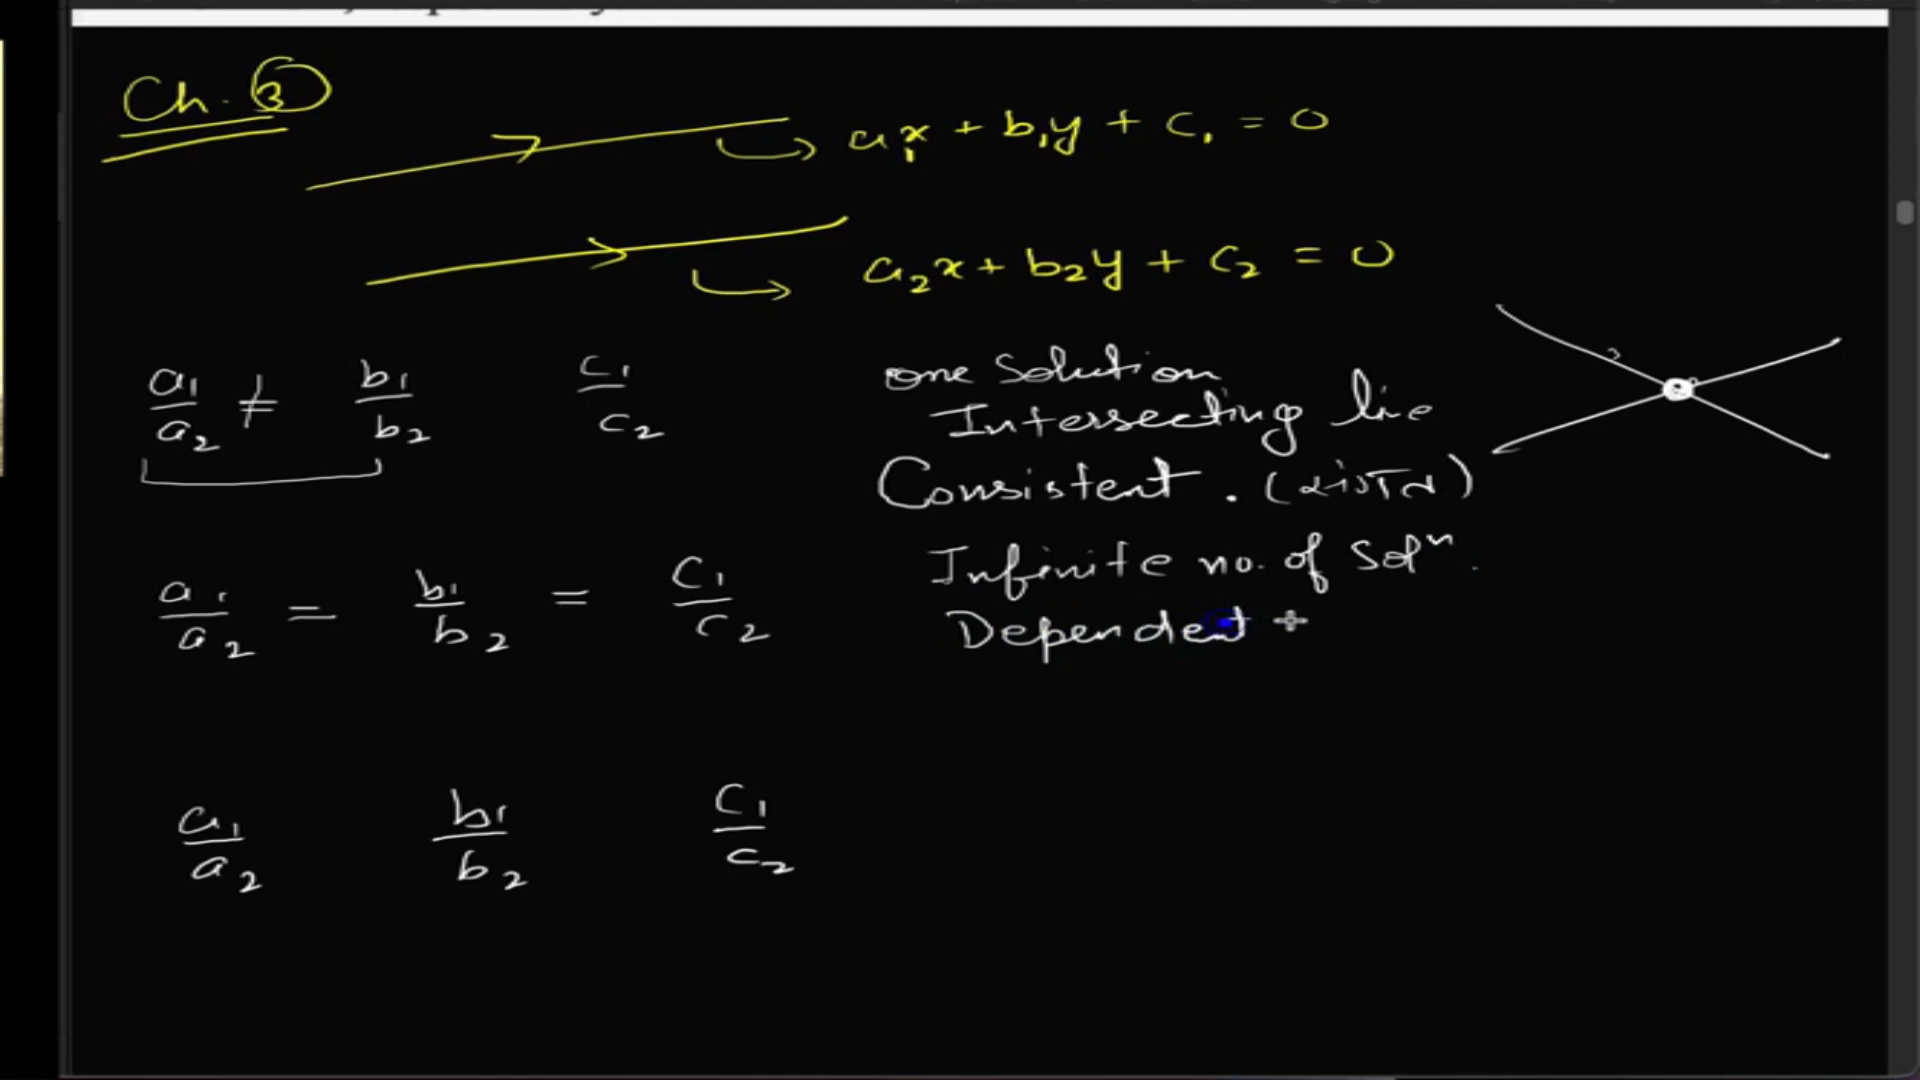 Ch. 3
a₁x + b₁y + c₁ = 0
a₂x + b₂y + c₂ = 0
a₁/a₂ ≠ b₁/b₂ c₁/c₂
one Solution
Intersecting line
Consistent. (संगत)
a₁/a₂ = b₁/b₂ = c₁/c₂
Infinite no. of Solⁿ.
Dependent
a₁/a₂ b₁/b₂ c₁/c₂